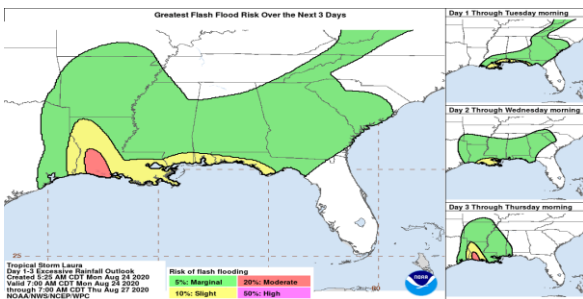 Greatest Flash Flood Risk Over the Next 3 Days
25
90
80
Tropical Storm Laura
Day 1-3 Excessive Rainfall Outlook
Created 5:25 AM CDT Mon Aug 24 2020
Valid 7:00 AM CDT Mon Aug 24 2020
through 7:00 AM CDT Thu Aug 27 2020
NOAA/NWS/NCEP/WPC
Risk of flash flooding
5%: Marginal
20%: Moderate
10%: Slight
50%: High
NOAA
Day 1 Through Tuesday morning
Day 2 Through Wednesday morning
Day 3 Through Thursday morning